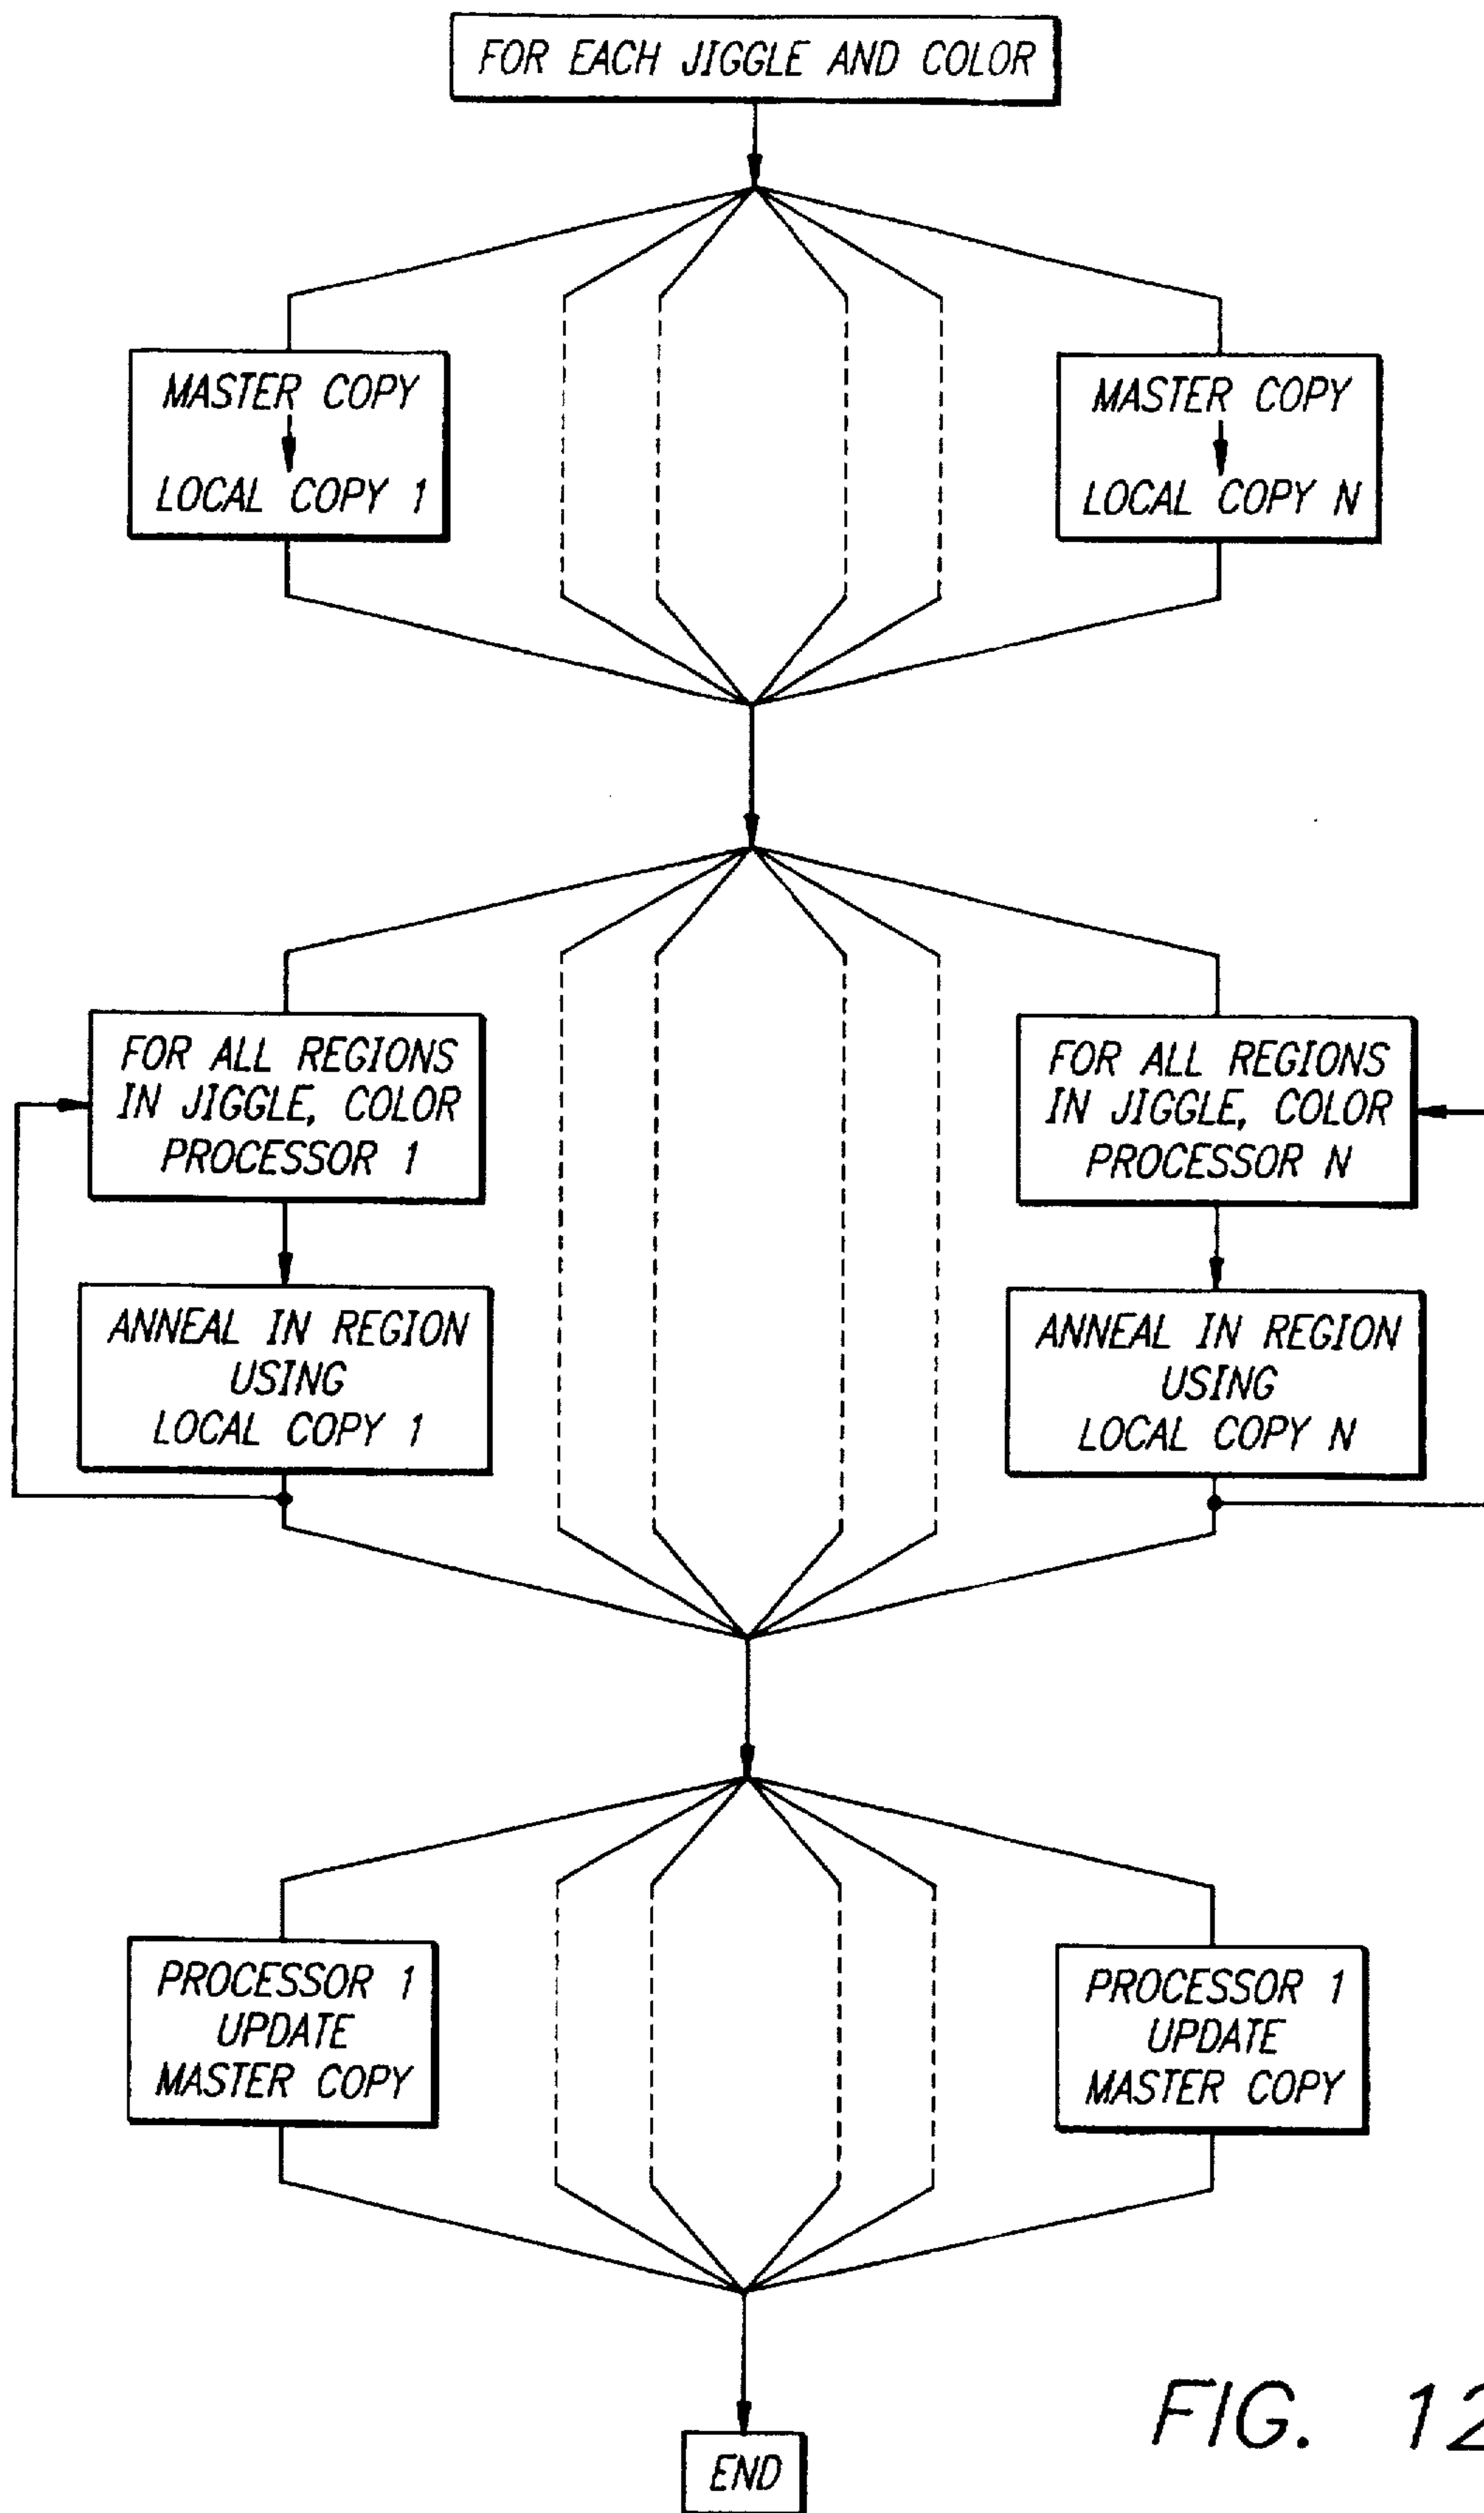 FOR EACH JIGGLE AND COLOR
MASTER COPY
LOCAL COPY 1
MASTER COPY
LOCAL COPY N
FOR ALL REGIONS
IN JIGGLE, COLOR
PROCESSOR 1
FOR ALL REGIONS
IN JIGGLE, COLOR
PROCESSOR N
ANNEAL IN REGION
USING
LOCAL COPY 1
ANNEAL IN REGION
USING
LOCAL COPY N
PROCESSOR 1
UPDATE
MASTER COPY
PROCESSOR 1
UPDATE
MASTER COPY
END
FIG. 12